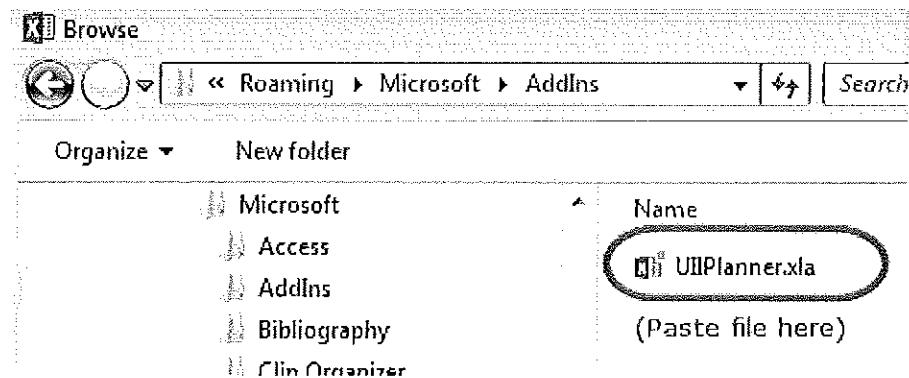 Browse
« Roaming ▸ Microsoft ▸ AddIns
Search
Organize ▾ New folder
Microsoft
Name
Access
UIIPlanner.xla
AddIns
Bibliography
(Paste file here)
Clip Organizer